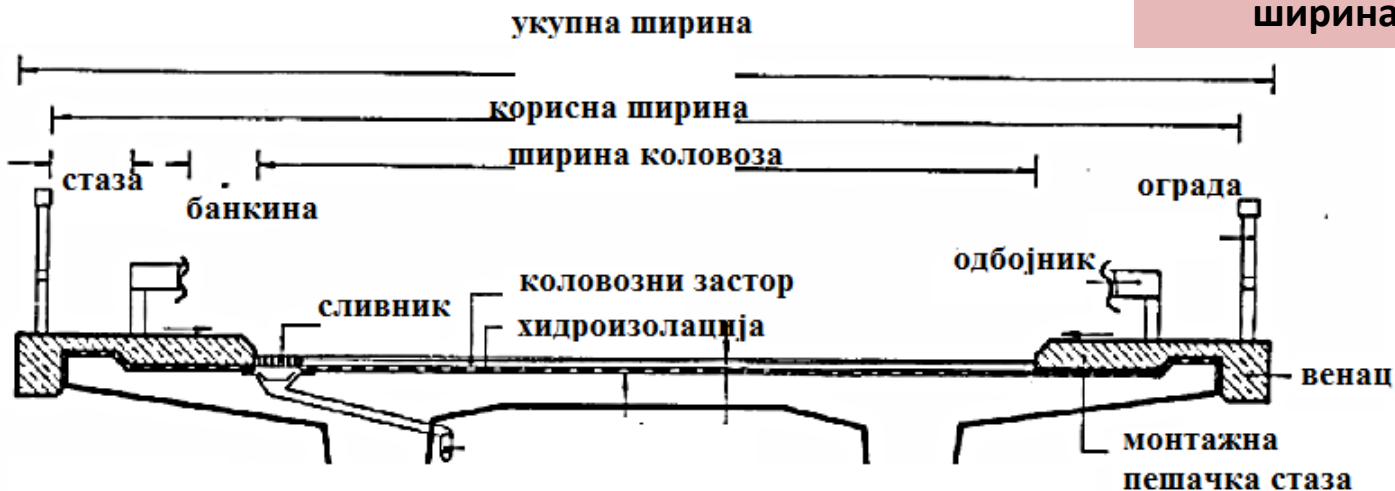 ширина
укупна ширина
корисна ширина
ширина коловоза
стаза
банкина
ограда
одбојник
коловозни застор
сливник
хидроизолација
венац
монтажна
пешачка стаза